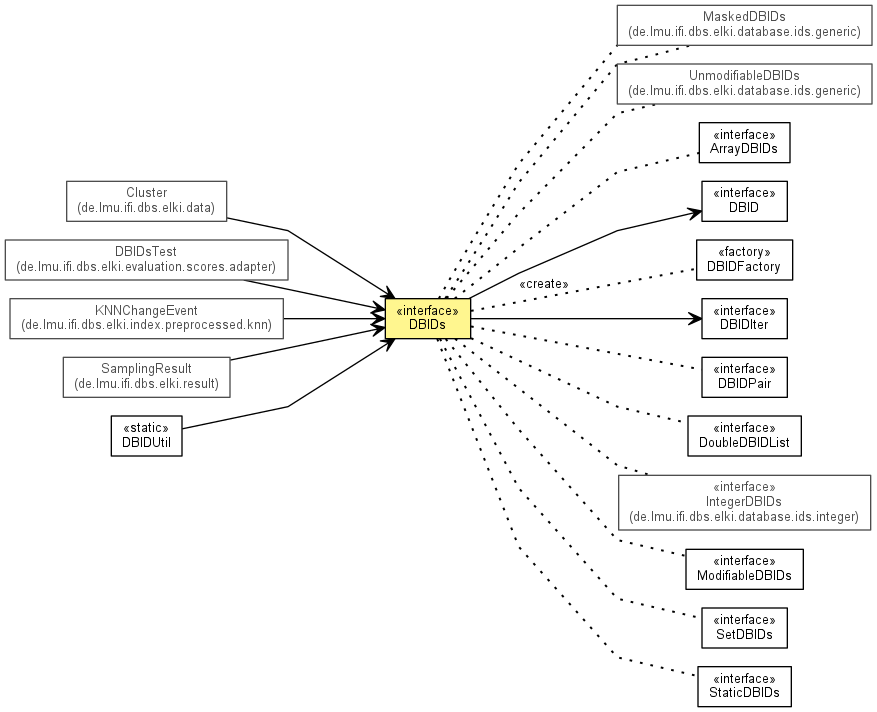 MaskedDBIDs
(de.lmu.ifi.dbs.elki.database.ids.generic)
UnmodifiableDBIDs
(de.lmu.ifi.dbs.elki.database.ids.generic)
«interface»
ArrayDBIDs
Cluster
(de.lmu.ifi.dbs.elki.data)
«interface»
DBID
DBIDsTest
(de.lmu.ifi.dbs.elki.evaluation.scores.adapter)
«factory»
DBIDFactory
«create»
KNNChangeEvent
(de.lmu.ifi.dbs.elki.index.preprocessed.knn)
«interface»
DBIDs
«interface»
DBIDIter
SamplingResult
(de.lmu.ifi.dbs.elki.result)
«interface»
DBIDPair
«static»
DBIDUtil
«interface»
DoubleDBIDList
«interface»
IntegerDBIDs
(de.lmu.ifi.dbs.elki.database.ids.integer)
«interface»
ModifiableDBIDs
«interface»
SetDBIDs
«interface»
StaticDBIDs